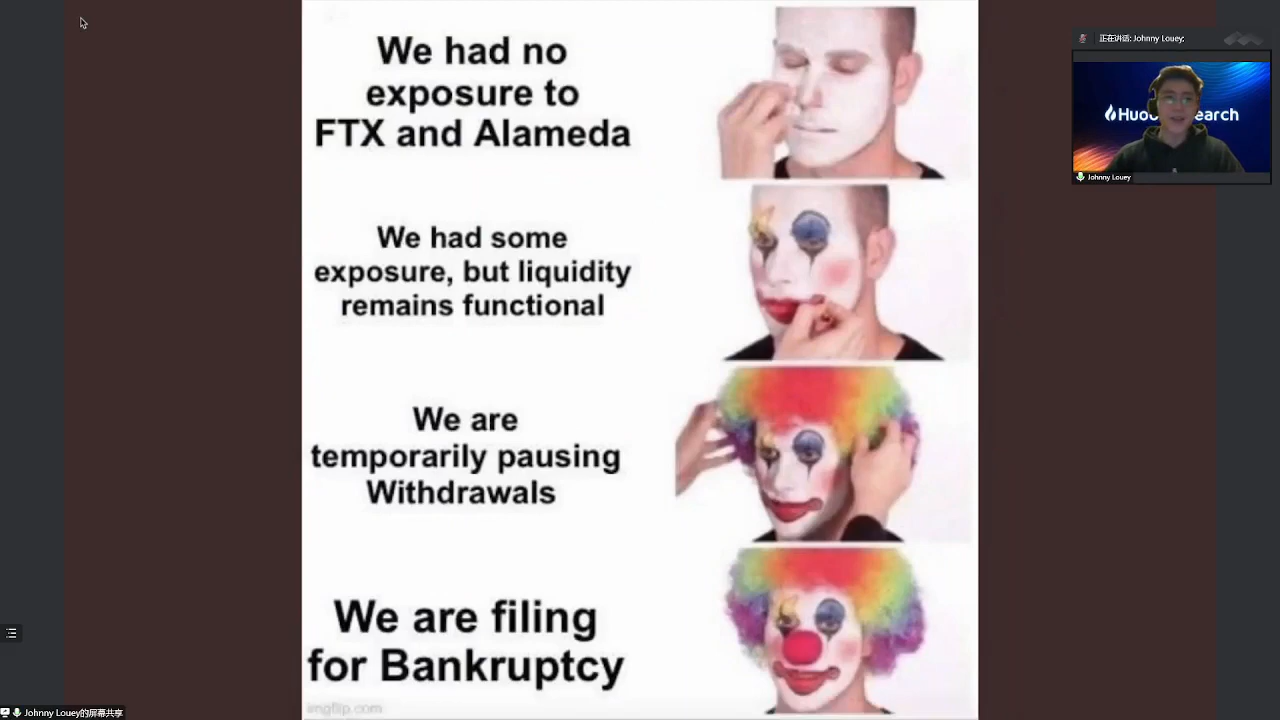 We had no
exposure to
FTX and Alameda
We had some
exposure, but liquidity
remains functional
We are
temporarily pausing
Withdrawals
We are filing
for Bankruptcy
imgflip.com
正在讲话: Johnny Louey;
Johnny Louey
Johnny Louey的屏幕共享